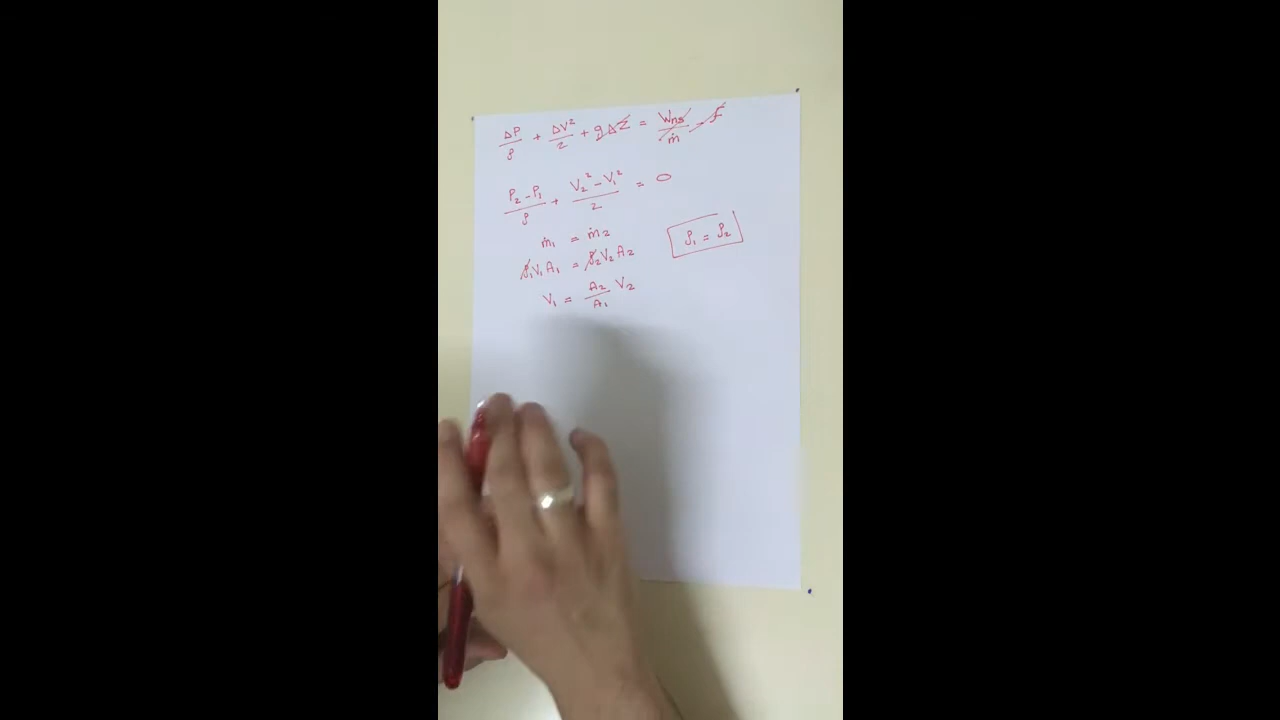 ΔP/ρ + ΔV²/2 + gΔZ = Wns/ṁ - f
P₂ - P₁/ρ + V₂² - V₁²/2 = 0
ṁ₁ = ṁ₂
ρ₁ = ρ₂
ρ₁V₁A₁ = ρ₂V₂A₂
V₁ = A₂/A₁ V₂